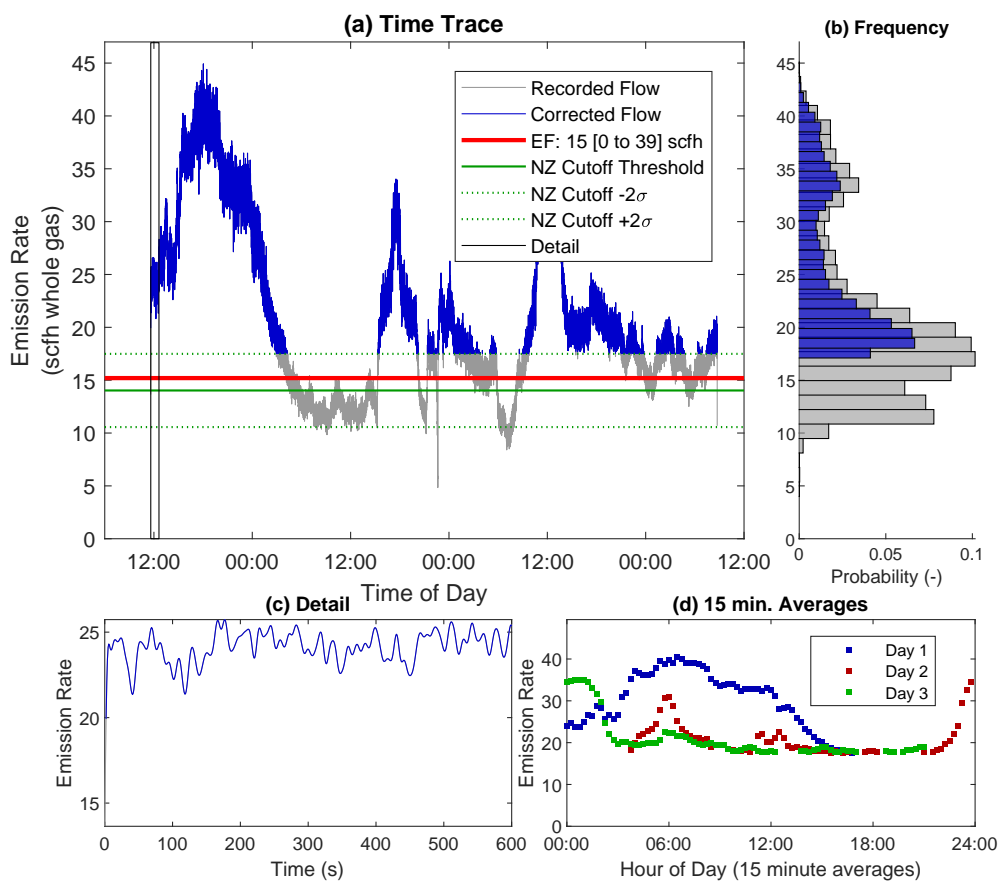 (a) Time Trace
45
40
35
30
25
20
15
10
5
0
Emission Rate
(scfh whole gas)
12:00
00:00
12:00
00:00
12:00
00:00
12:00
Time of Day
Recorded Flow
Corrected Flow
EF: 15 [0 to 39] scfh
NZ Cutoff Threshold
NZ Cutoff -2σ
NZ Cutoff +2σ
Detail
(b) Frequency
45
40
35
30
25
20
15
10
5
0
0
0.05
0.1
Probability (-)
(c) Detail
25
20
15
Emission Rate
0
100
200
300
400
500
600
Time (s)
(d) 15 min. Averages
40
30
20
10
0
Emission Rate
Day 1
Day 2
Day 3
00:00
06:00
12:00
18:00
24:00
Hour of Day (15 minute averages)